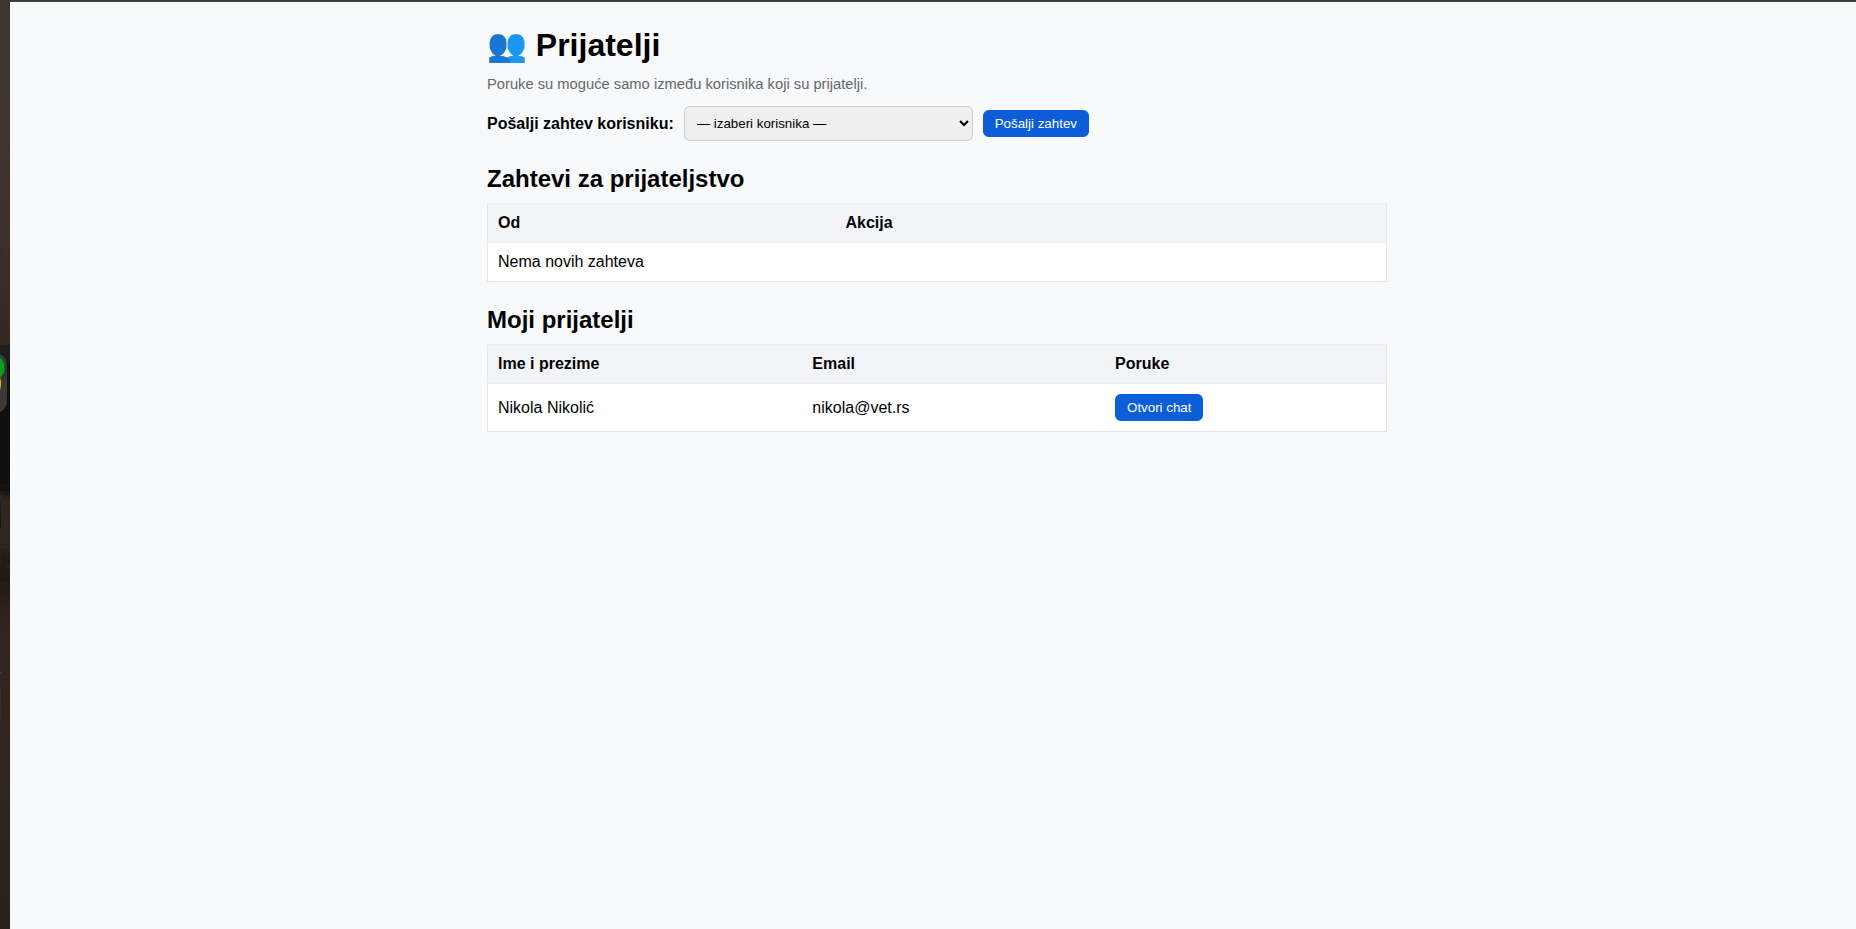 Prijatelji
Poruke su moguće samo između korisnika koji su prijatelji.
Pošalji zahtev korisniku: — izaberi korisnika — Pošalji zahtev
Zahtevi za prijateljstvo
Od Akcija
Nema novih zahteva
Moji prijatelji
Ime i prezime Email Poruke
Nikola Nikolić nikola@vet.rs Otvori chat